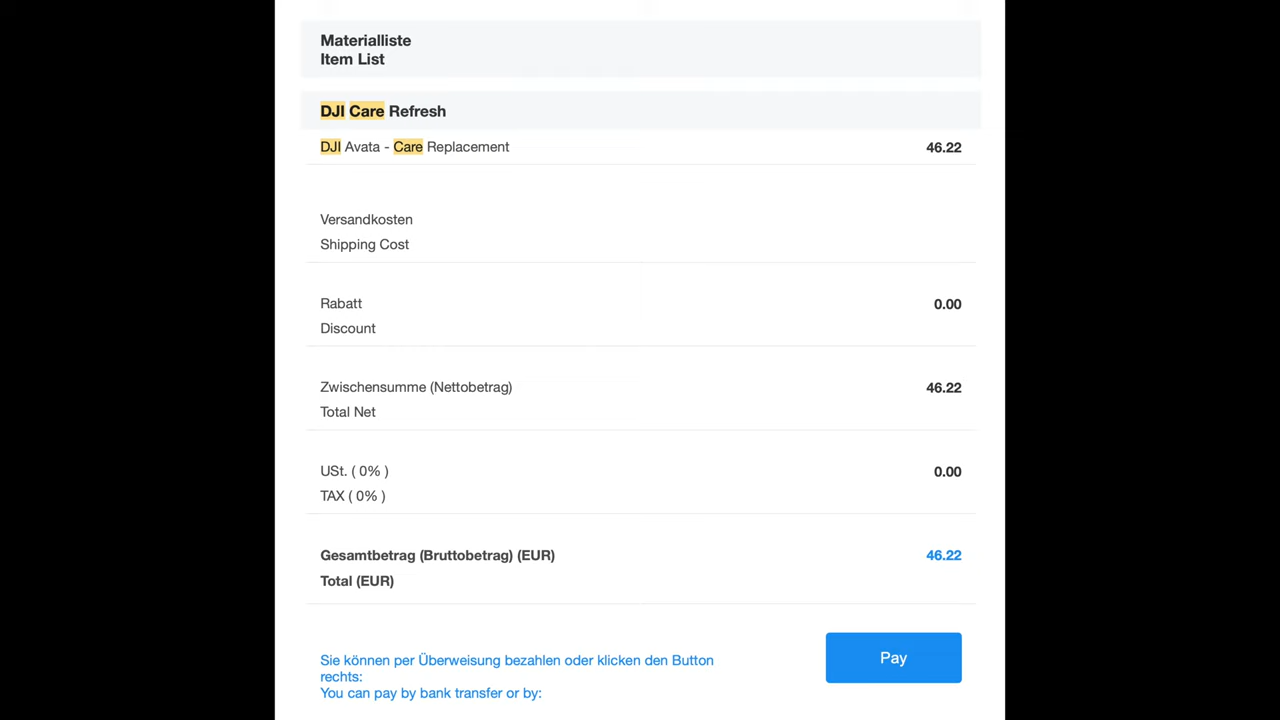 Materialliste
Item List
DJI Care Refresh
DJI Avata - Care Replacement 46.22
Versandkosten
Shipping Cost
Rabatt 0.00
Discount
Zwischensumme (Nettobetrag) 46.22
Total Net
USt. ( 0% ) 0.00
TAX ( 0% )
Gesamtbetrag (Bruttobetrag) (EUR) 46.22
Total (EUR)
Sie können per Überweisung bezahlen oder klicken den Button
rechts:
You can pay by bank transfer or by:
Pay